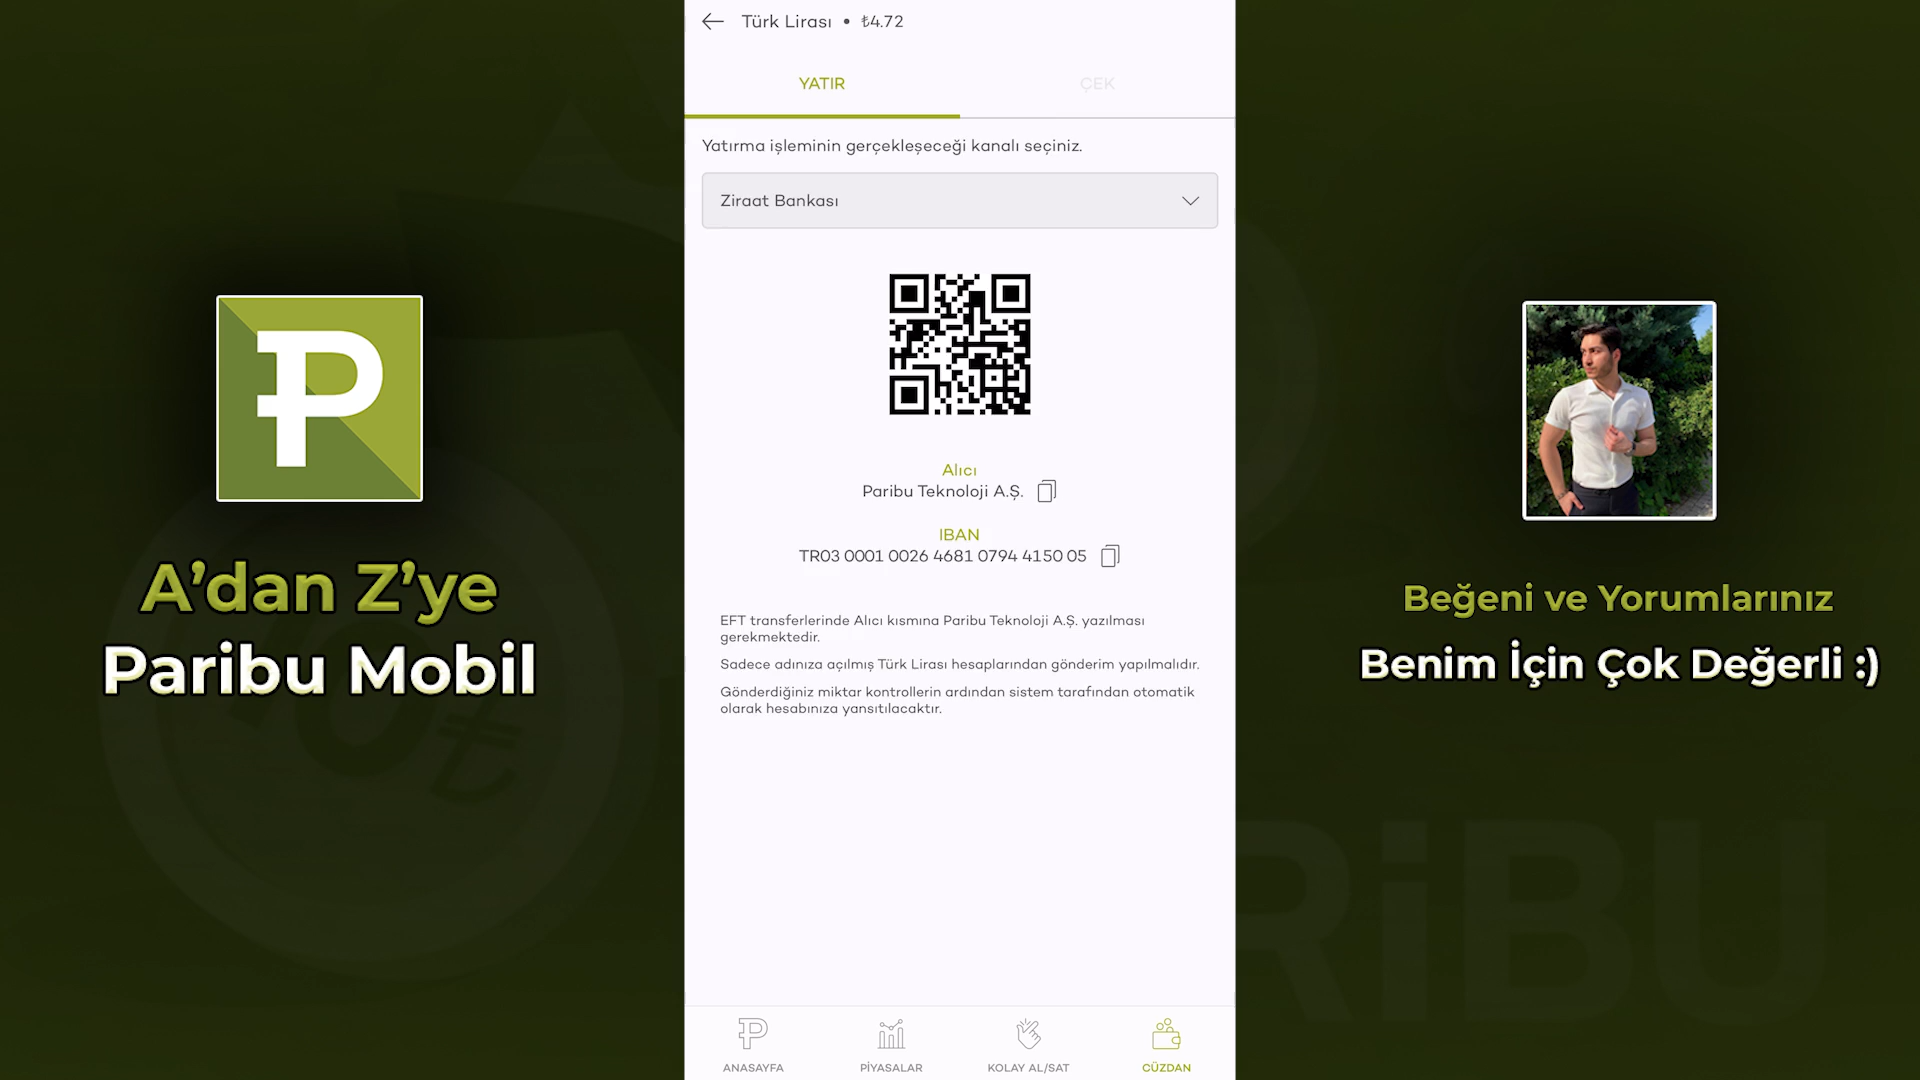 Türk Lirası • ₺4.72
YATIR
ÇEK
Yatırma işleminin gerçekleşeceği kanalı seçiniz.
Ziraat Bankası
Alıcı
Paribu Teknoloji A.Ş.
IBAN
TR03 0001 0026 4681 0794 4150 05
EFT transferlerinde Alıcı kısmına Paribu Teknoloji A.Ş. yazılması
gerekmektedir.
Sadece adınıza açılmış Türk Lirası hesaplarından gönderim yapılmalıdır.
Gönderdiğiniz miktar kontrollerin ardından sistem tarafından otomatik
olarak hesabınıza yansıtılacaktır.
ANASAYFA
PİYASALAR
KOLAY AL/SAT
CÜZDAN
A’dan Z’ye
Paribu Mobil
Beğeni ve Yorumlarınız
Benim İçin Çok Değerli :)
10₺
RiBU